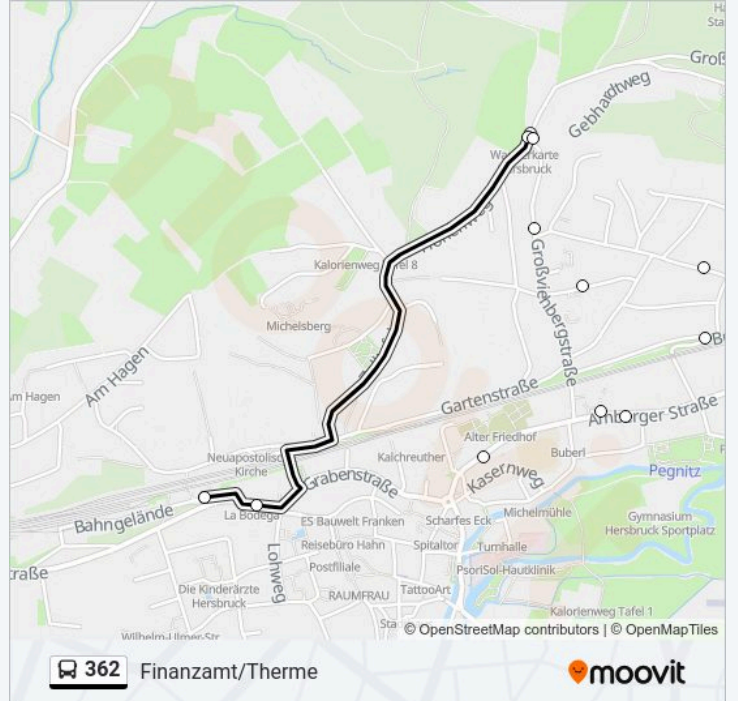 Groß
Gebhardtweg
Kalorienweg Tafel 8
Großviehbergstraße
Michelsberg
Am Hagen
Am Hagen
Gartenstraße
Amberger Straße
Alter Friedhof
Neuapostolische
Kirche
Kalchreuther
Buberl
Kasernweg
Pegnitz
Grabenstraße
La Bodega
Bahngelände
ES Bauwelt Franken
Scharfes Eck
Michelmühle
Gymnasium
Hersbruck Sportplatz
Reisebüro Hahn
Spitaltor
Turnhalle
Lohweg
Postfiliale
PsoriSol-Hautklinik
Die Kinderärzte
Hersbruck
RAUMFRAU
TattooArt
Kalorienweg Tafel 1
Wilhelm-Ulmer-Str
© OpenStreetMap contributors | © OpenMapTiles
362 Finanzamt/Therme
moovit